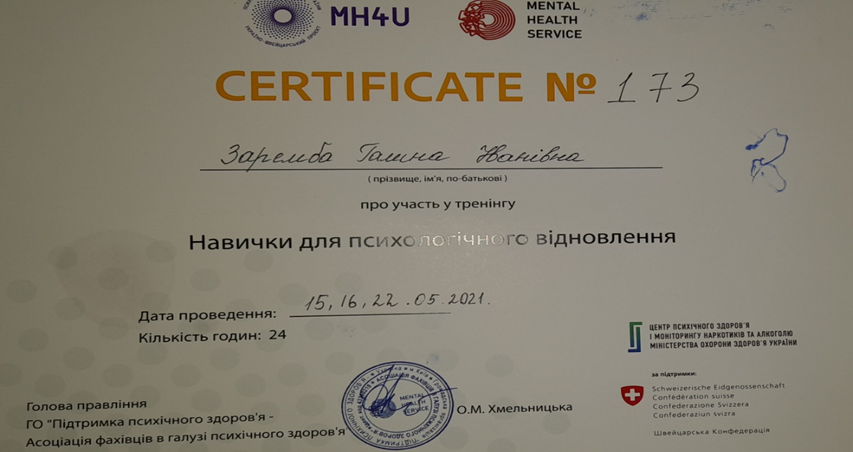 MH4U
MENTAL
HEALTH
SERVICE
CERTIFICATE № 173
Заремба Галина Іванівна
( прізвище, ім'я, по-батькові )
про участь у тренінгу
Навички для психологічного відновлення
Дата проведення: 15, 16, 22 . 05 . 2021.
Кількість годин: 24
ЦЕНТР ПСИХІЧНОГО ЗДОРОВ'Я
І МОНІТОРИНГУ НАРКОТИКІВ ТА АЛКОГОЛЮ
МІНІСТЕРСТВА ОХОРОНИ ЗДОРОВ'Я УКРАЇНИ
за підтримки:
Schweizerische Eidgenossenschaft
Confédération suisse
Confederazione Svizzera
Confederaziun svizra
Швейцарська Конфедерація
Голова правління
ГО "Підтримка психічного здоров'я -
Асоціація фахівців в галузі психічного здоров'я
MENTAL
HEALTH
SERVICE
О.М. Хмельницька